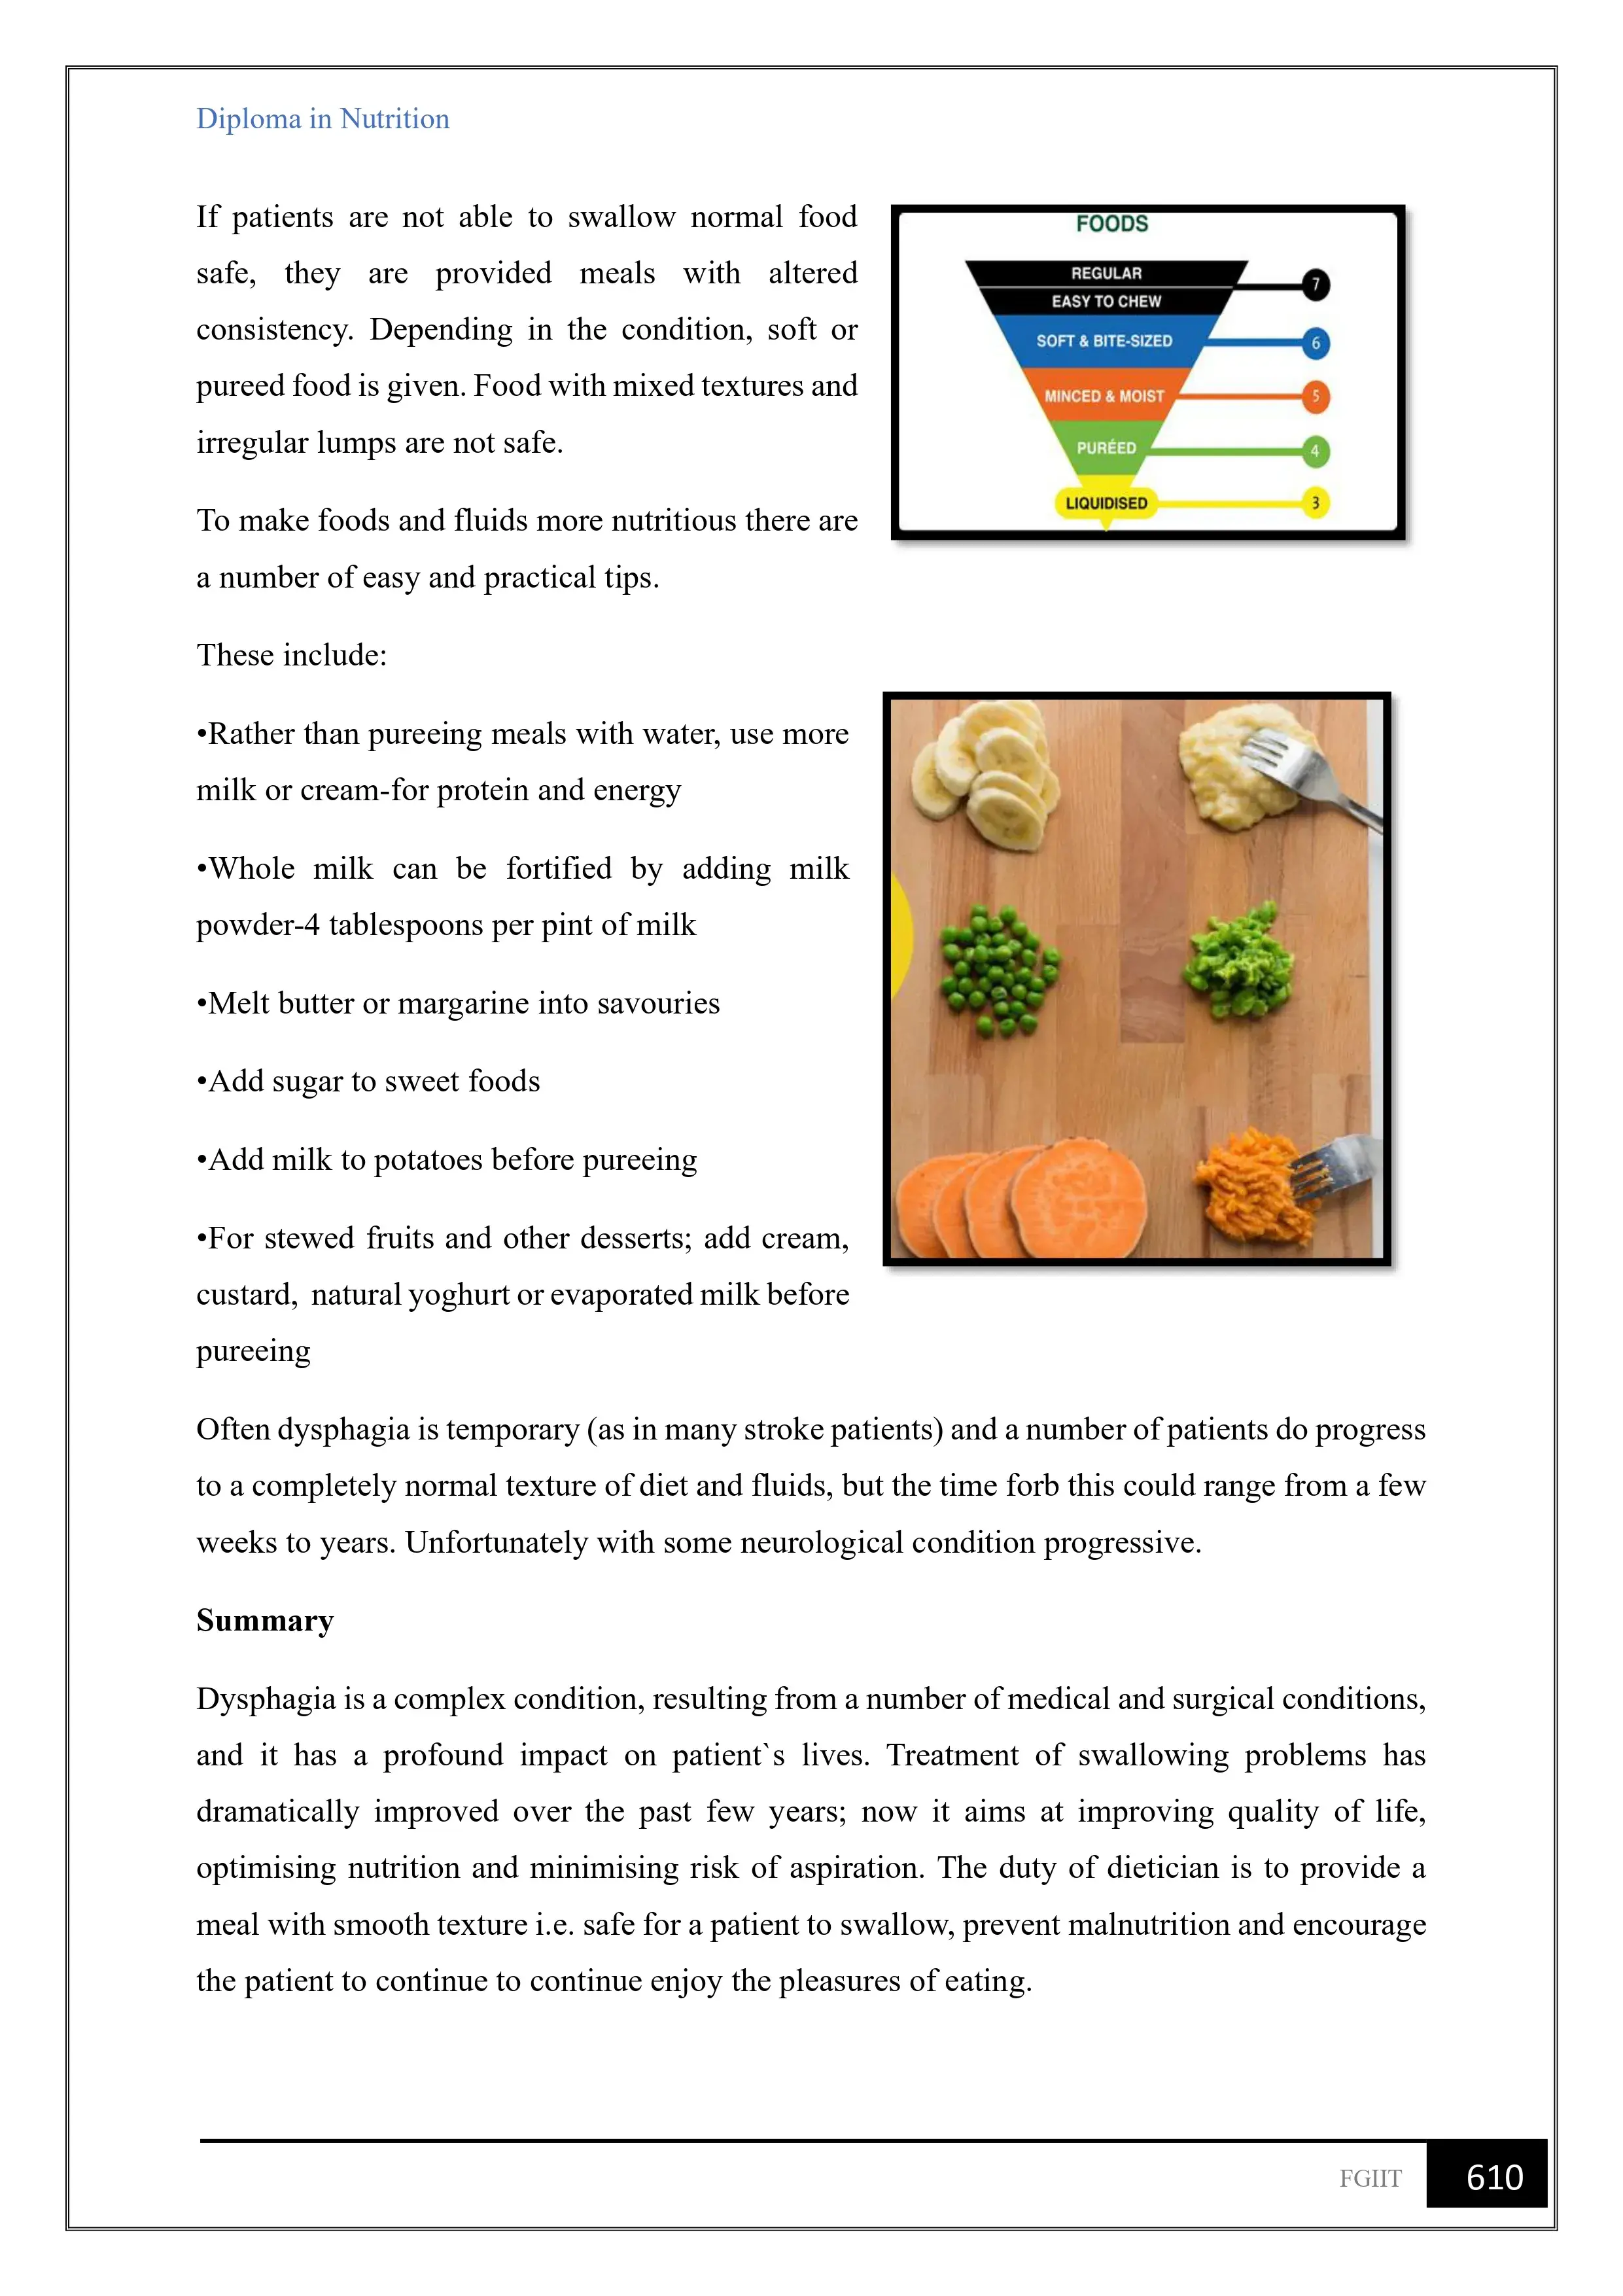 Diploma in Nutrition
If patients are not able to swallow normal food
safe, they are provided meals with altered
consistency. Depending in the condition, soft or
pureed food is given. Food with mixed textures and
irregular lumps are not safe.
To make foods and fluids more nutritious there are
a number of easy and practical tips.
These include:
•Rather than pureeing meals with water, use more
milk or cream-for protein and energy
•Whole milk can be fortified by adding milk
powder-4 tablespoons per pint of milk
•Melt butter or margarine into savouries
•Add sugar to sweet foods
•Add milk to potatoes before pureeing
•For stewed fruits and other desserts; add cream,
custard, natural yoghurt or evaporated milk before
pureeing
FOODS
REGULAR
EASY TO CHEW
7
SOFT & BITE-SIZED
6
MINCED & MOIST
5
PURÉED
4
LIQUIDISED
3
Often dysphagia is temporary (as in many stroke patients) and a number of patients do progress
to a completely normal texture of diet and fluids, but the time forb this could range from a few
weeks to years. Unfortunately with some neurological condition progressive.
Summary
Dysphagia is a complex condition, resulting from a number of medical and surgical conditions,
and it has a profound impact on patient`s lives. Treatment of swallowing problems has
dramatically improved over the past few years; now it aims at improving quality of life,
optimising nutrition and minimising risk of aspiration. The duty of dietician is to provide a
meal with smooth texture i.e. safe for a patient to swallow, prevent malnutrition and encourage
the patient to continue to continue enjoy the pleasures of eating.
FGIIT
610